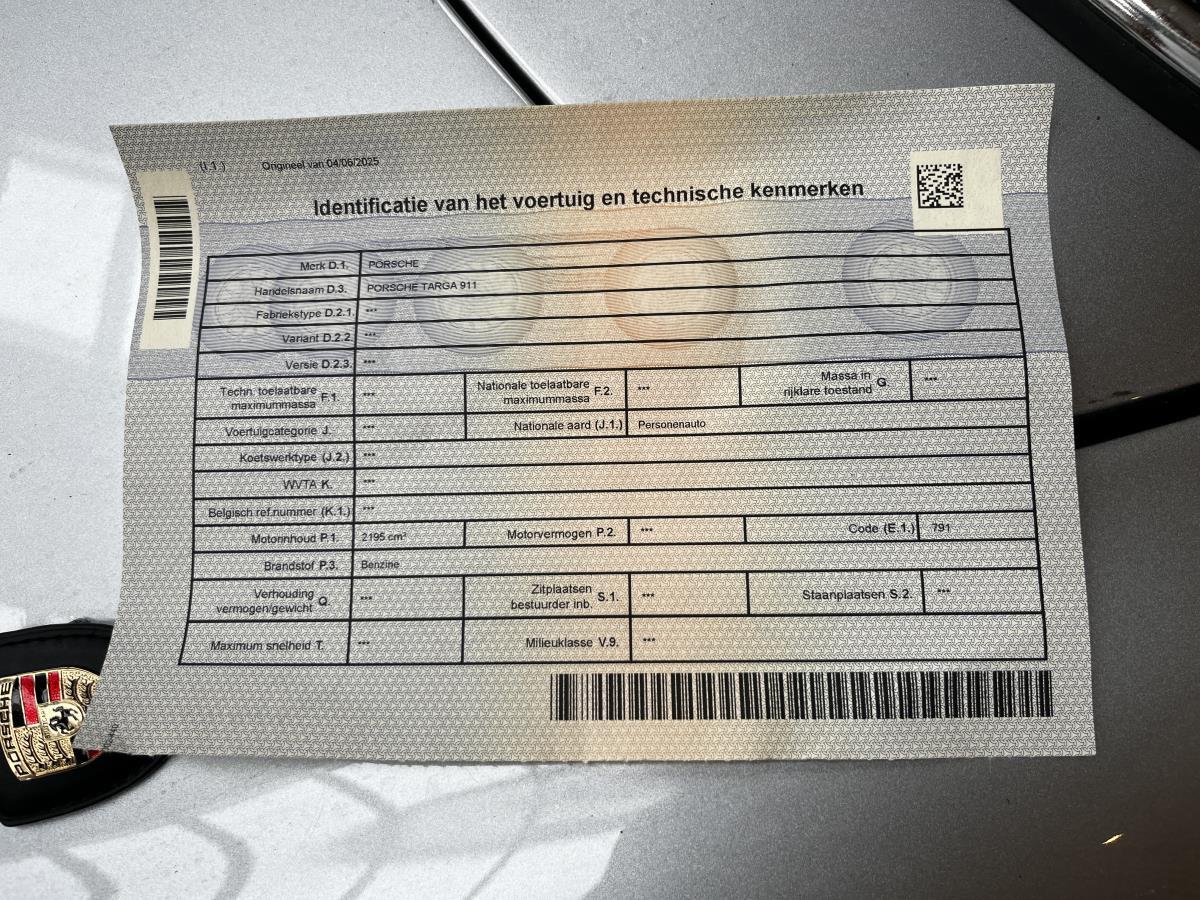 (I.1.) Origineel van 04/06/2025
Identificatie van het voertuig en technische kenmerken
Merk D.1. PORSCHE
Handelsnaam D.3. PORSCHE TARGA 911
Fabriekstype D.2.1. ***
Variant D.2.2. ***
Versie D.2.3. ***
Techn. toelaatbare maximummassa F.1. *** Nationale toelaatbare maximummassa F.2. *** Massa in rijklare toestand G. ***
Voertuigcategorie J. *** Nationale aard (J.1.) Personenauto
Koetswerktype (J.2.) ***
WVTA K. ***
Belgisch ref.nummer (K.1.) ***
Motorinhoud P.1. 2195 cm³ Motorvermogen P.2. *** Code (E.1.) 791
Brandstof P.3. Benzine
Verhouding vermogen/gewicht Q. *** Zitplaatsen bestuurder inb. S.1. *** Staanplaatsen S.2. ***
Maximum snelheid T. *** Milieuklasse V.9. ***
PORSCHE